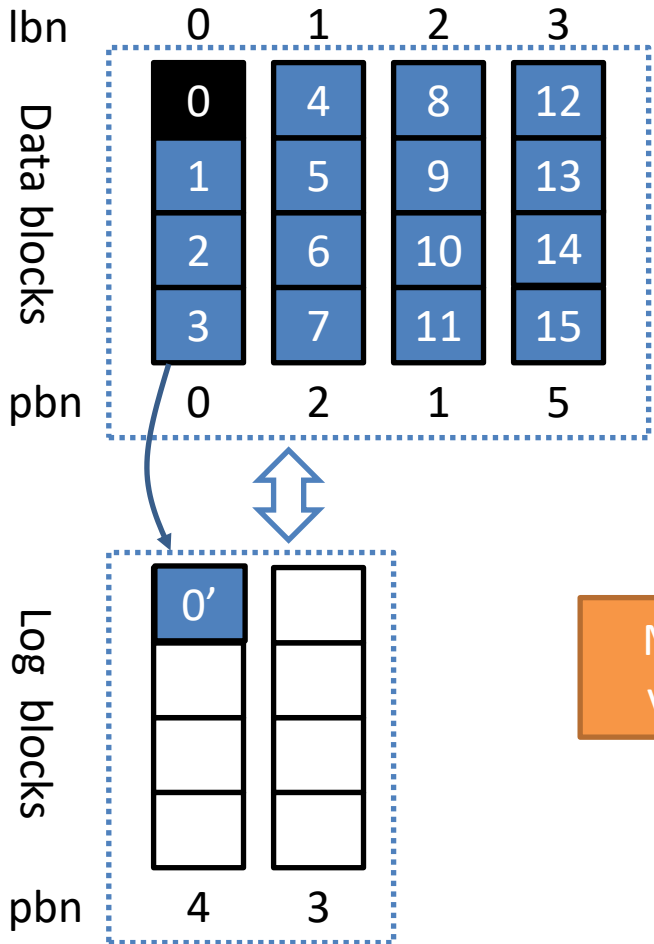 lbn 0 1 2 3
Data blocks
0 4 8 12
1 5 9 13
2 6 10 14
3 7 11 15
pbn 0 2 1 5
Log blocks
0’
pbn 4 3